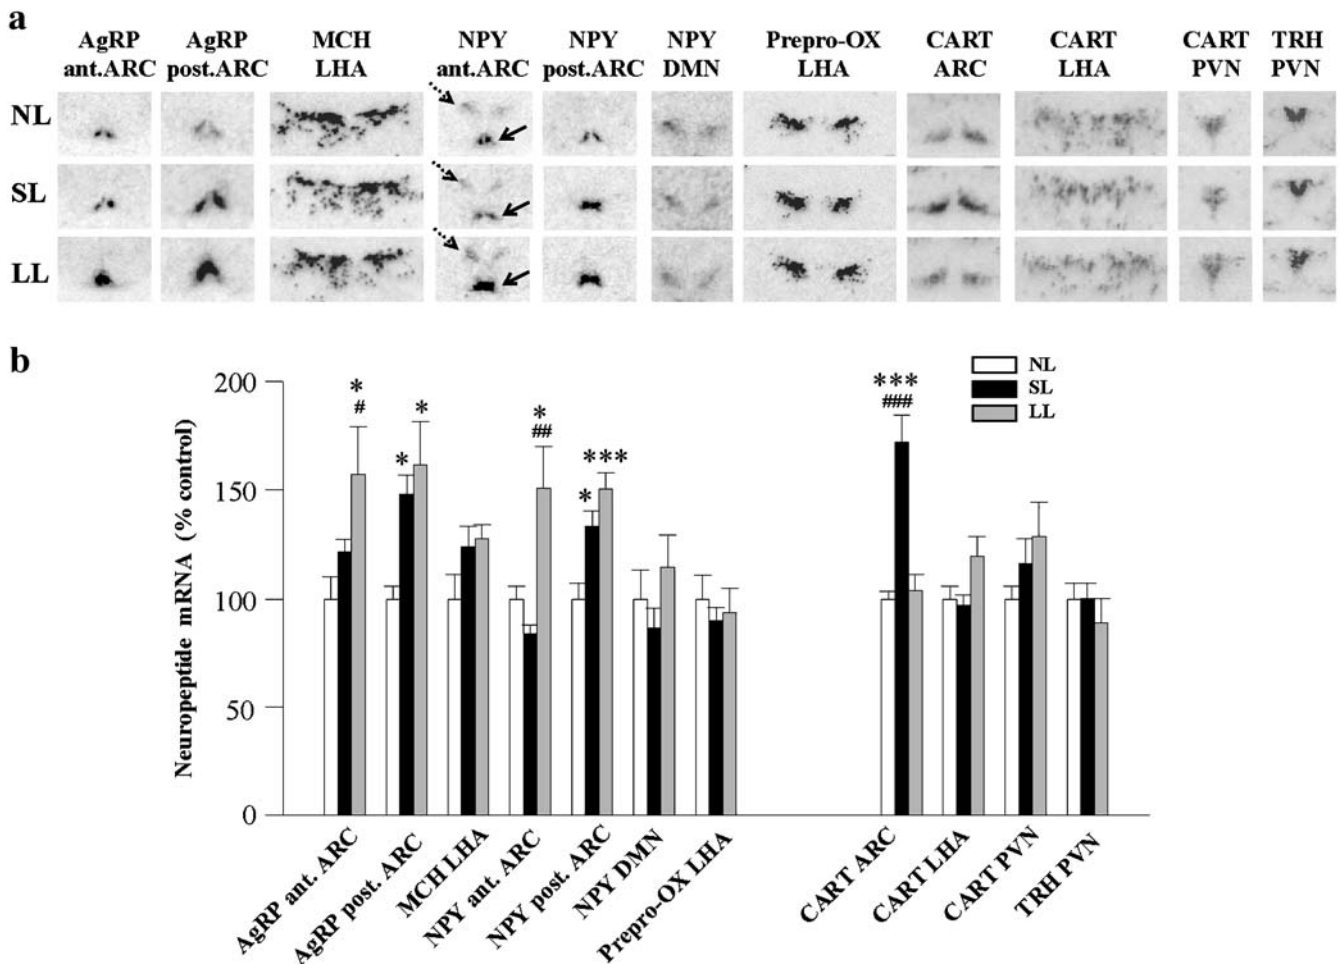 a
AgRP ant.ARC
AgRP post.ARC
MCH LHA
NPY ant.ARC
NPY post.ARC
NPY DMN
Prepro-OX LHA
CART ARC
CART LHA
CART PVN
TRH PVN
NL
SL
LL
b
Neuropeptide mRNA (% control)
200
150
100
50
0
*
#
*
*
*
##
*
***
***
###
NL
SL
LL
AgRP ant. ARC
AgRP post. ARC
MCH LHA
NPY ant. ARC
NPY post. ARC
NPY DMN
Prepro-OX LHA
CART ARC
CART LHA
CART PVN
TRH PVN